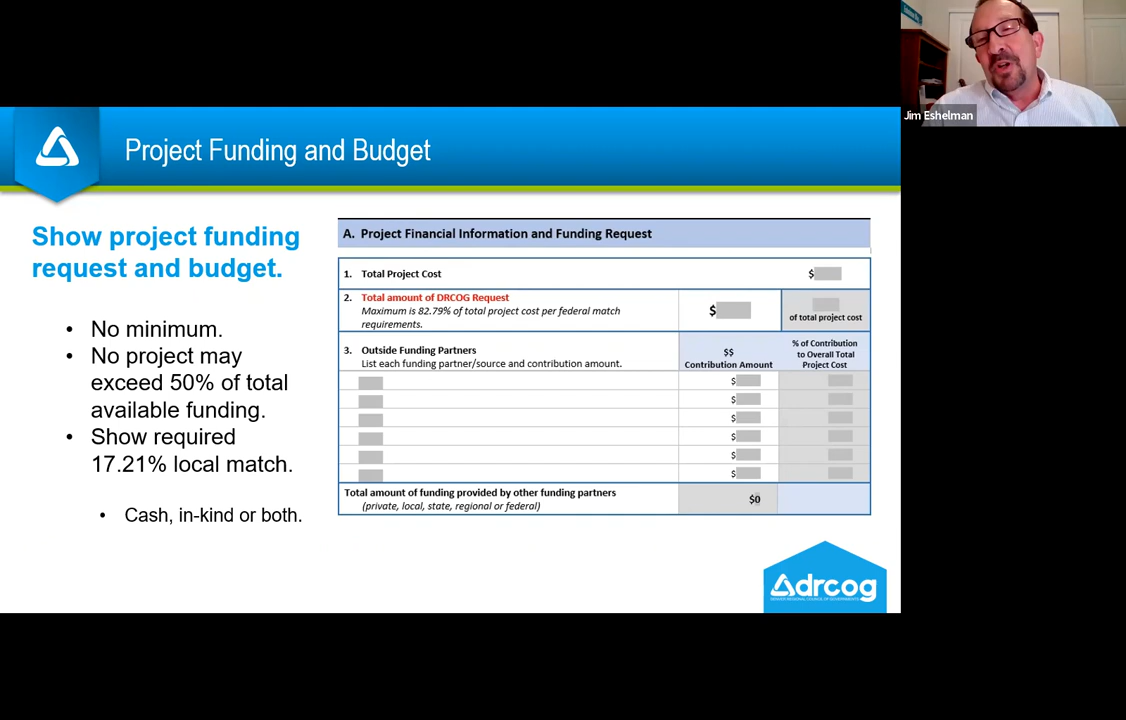 Jim Eshelman
Project Funding and Budget
Show project funding
request and budget.
• No minimum.
• No project may
exceed 50% of total
available funding.
• Show required
17.21% local match.
• Cash, in-kind or both.
A. Project Financial Information and Funding Request
1. Total Project Cost
$
2. Total amount of DRCOG Request
Maximum is 82.79% of total project cost per federal match
requirements.
$
of total project cost
3. Outside Funding Partners
List each funding partner/source and contribution amount.
$$
Contribution Amount
% of Contribution
to Overall Total
Project Cost
$
$
$
$
$
$
Total amount of funding provided by other funding partners
(private, local, state, regional or federal)
$0
drcog
DENVER REGIONAL COUNCIL OF GOVERNMENTS